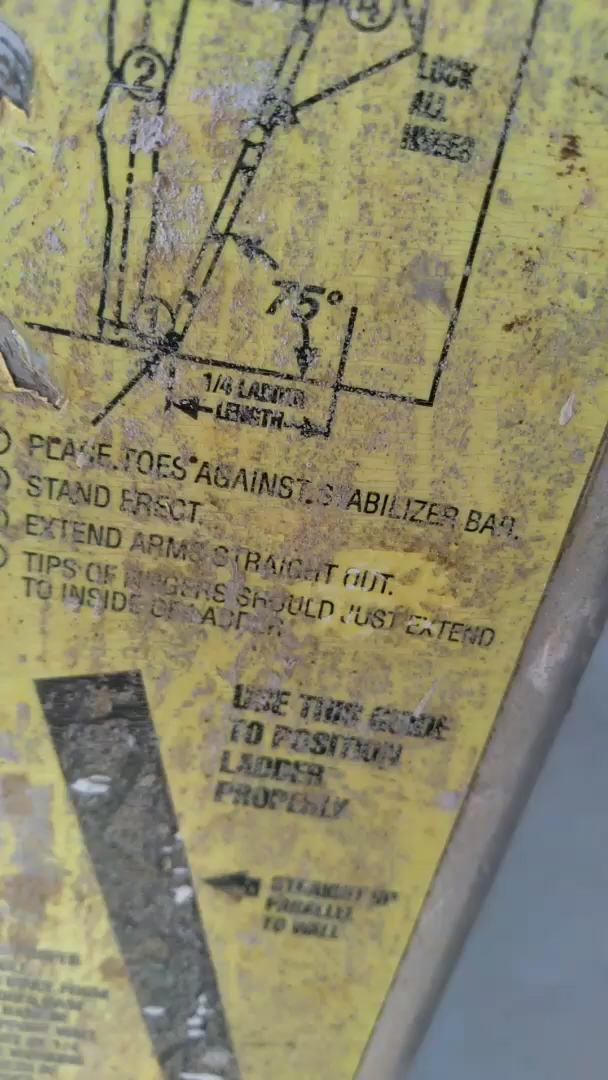 4
2
LOCK
ALL
HINGES
75°
1
1/4 LADDER
LENGTH
PLACE TOES AGAINST STABILIZER BAR.
STAND ERECT.
EXTEND ARMS STRAIGHT OUT.
TIPS OF FINGERS SHOULD JUST EXTEND
TO INSIDE OF LADDER
USE THIS GUIDE
TO POSITION
LADDER
PROPERLY
STRAIGHT UP
PARALLEL
TO WALL